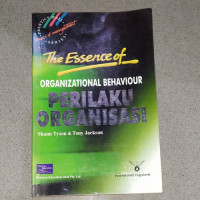 The Essence of
ORGANIZATIONAL BEHAVIOUR
PERILAKU
ORGANISASI
Shaun Tyson & Tony Jackson